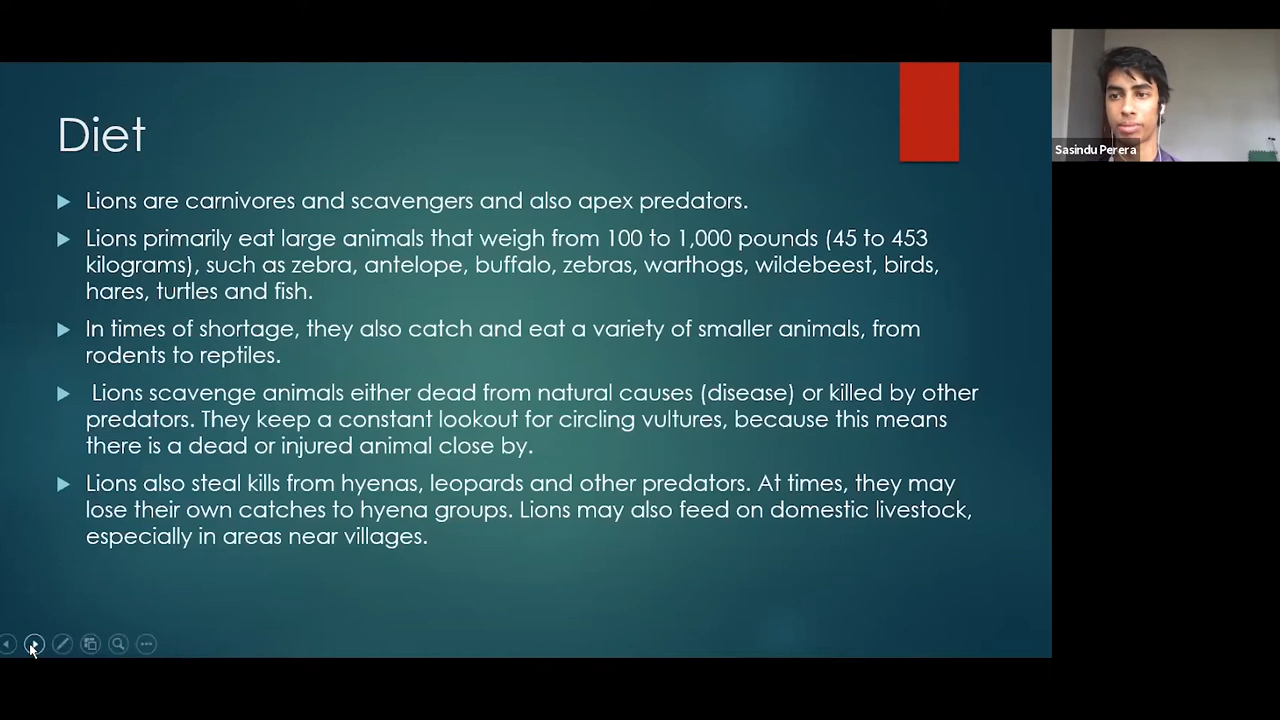 Diet
Lions are carnivores and scavengers and also apex predators.
Lions primarily eat large animals that weigh from 100 to 1,000 pounds (45 to 453
kilograms), such as zebra, antelope, buffalo, zebras, warthogs, wildebeest, birds,
hares, turtles and fish.
In times of shortage, they also catch and eat a variety of smaller animals, from
rodents to reptiles.
Lions scavenge animals either dead from natural causes (disease) or killed by other
predators. They keep a constant lookout for circling vultures, because this means
there is a dead or injured animal close by.
Lions also steal kills from hyenas, leopards and other predators. At times, they may
lose their own catches to hyena groups. Lions may also feed on domestic livestock,
especially in areas near villages.
Sasindu Perera